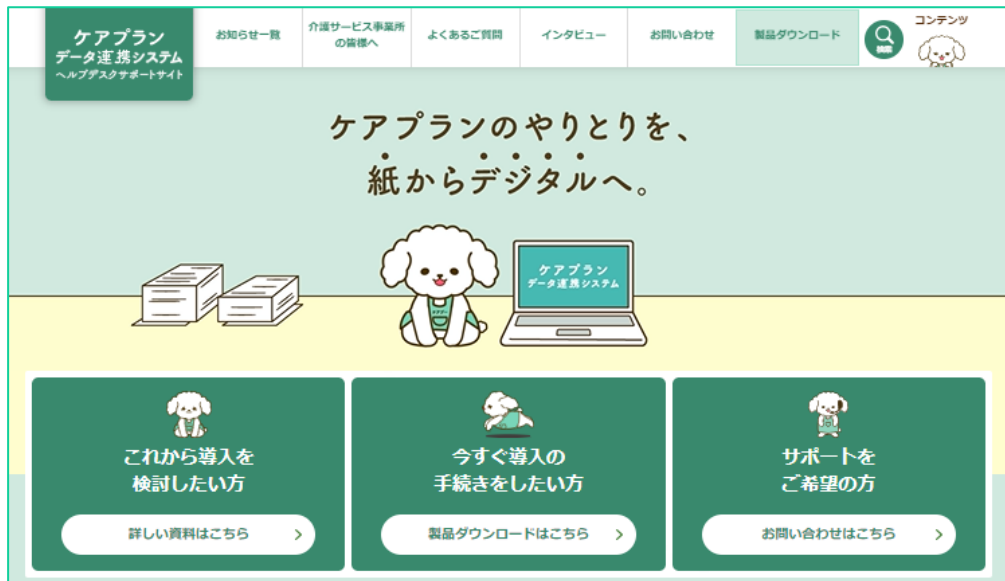 ケアプラン
データ連携システム
ヘルプデスクサポートサイト
お知らせ一覧
介護サービス事業所
の皆様へ
よくあるご質問
インタビュー
お問い合わせ
製品ダウンロード
検索
コンテンツ
ケアプランのやりとりを、
紙からデジタルへ。
ケアプラン
データ連携システム
これから導入を
検討したい方
詳しい資料はこちら
今すぐ導入の
手続きをしたい方
製品ダウンロードはこちら
サポートを
ご希望の方
お問い合わせはこちら